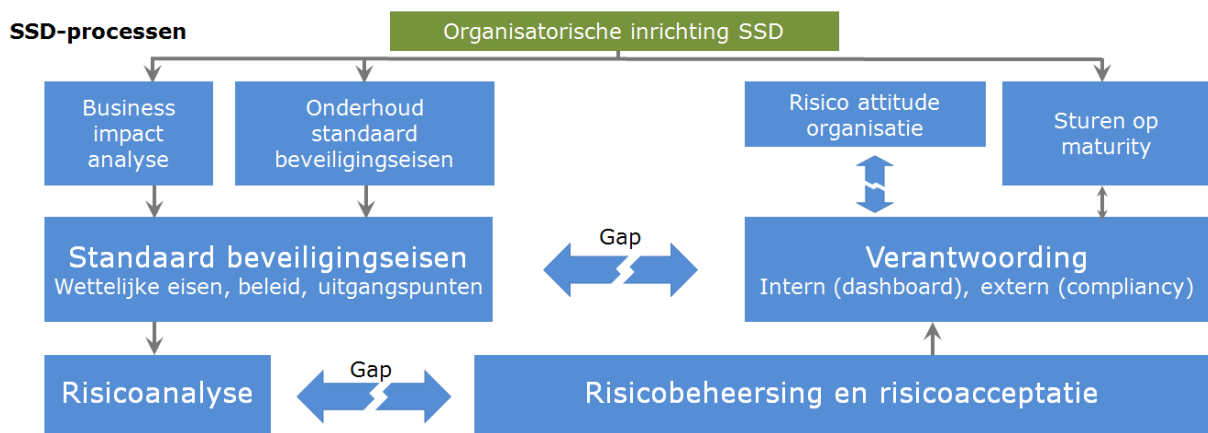 SSD-processen
Organisatorische inrichting SSD
Business
impact
analyse
Onderhoud
standaard
beveiligingseisen
Risico attitude
organisatie
Sturen op
maturity
Standaard beveiligingseisen
Wettelijke eisen, beleid, uitgangspunten
Gap
Verantwoording
Intern (dashboard), extern (compliancy)
Risicoanalyse
Gap
Risicobeheersing en risicoacceptatie